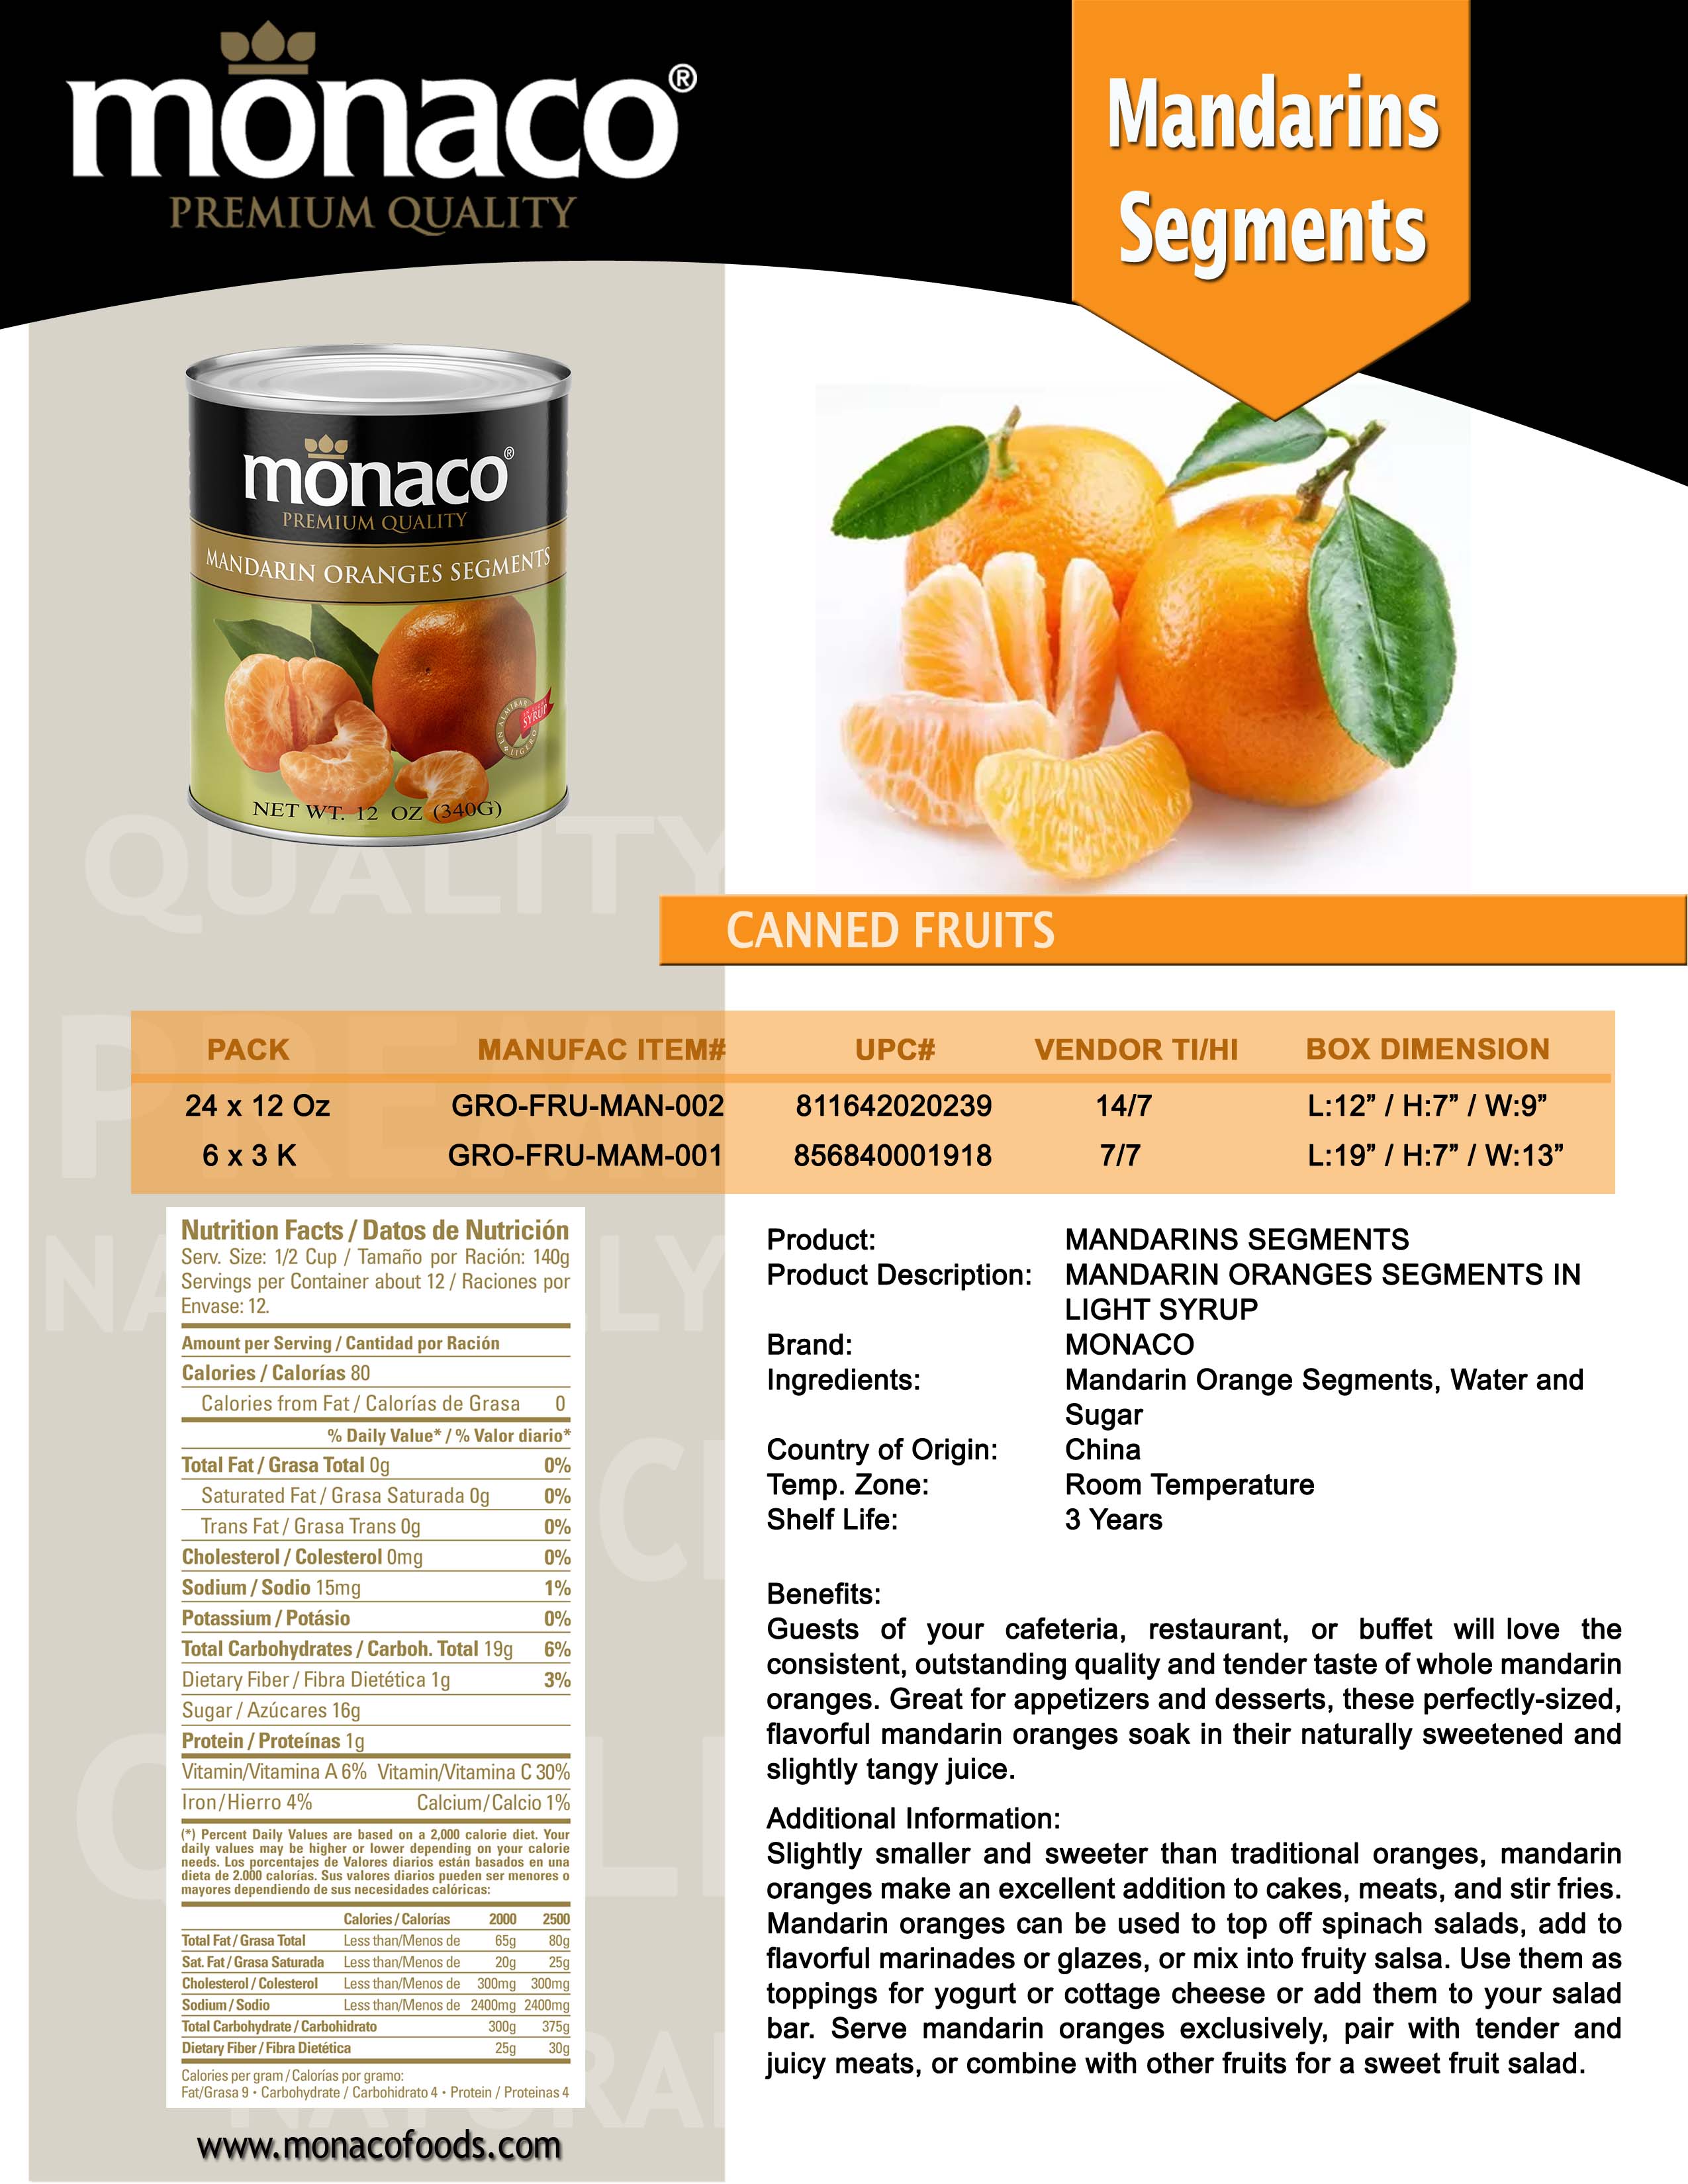 monaco®
PREMIUM QUALITY
Mandarins
Segments
monaco®
PREMIUM QUALITY
MANDARIN ORANGES SEGMENTS
EN ALMIBAR
SYRUP
LIGERO
NET WT. 12 OZ (340G)
QUALITY
CANNED FRUITS
PACK MANUFAC ITEM# UPC# VENDOR TI/HI BOX DIMENSION
24 x 12 Oz GRO-FRU-MAN-002 811642020239 14/7 L:12” / H:7” / W:9”
6 x 3 K GRO-FRU-MAM-001 856840001918 7/7 L:19” / H:7” / W:13”
Nutrition Facts / Datos de Nutrición
Serv. Size: 1/2 Cup / Tamaño por Ración: 140g
Servings per Container about 12 / Raciones por
Envase: 12.
Amount per Serving / Cantidad por Ración
Calories / Calorías 80
Calories from Fat / Calorías de Grasa 0
% Daily Value* / % Valor diario*
Total Fat / Grasa Total 0g 0%
Saturated Fat / Grasa Saturada 0g 0%
Trans Fat / Grasa Trans 0g 0%
Cholesterol / Colesterol 0mg 0%
Sodium / Sodio 15mg 1%
Potassium / Potásio 0%
Total Carbohydrates / Carboh. Total 19g 6%
Dietary Fiber / Fibra Dietética 1g 3%
Sugar / Azúcares 16g
Protein / Proteínas 1g
Vitamin/Vitamina A 6% Vitamin/Vitamina C 30%
Iron/Hierro 4% Calcium/Calcio 1%
(*) Percent Daily Values are based on a 2,000 calorie diet. Your
daily values may be higher or lower depending on your calorie
needs. Los porcentajes de Valores diarios están basados en una
dieta de 2.000 calorías. Sus valores diarios pueden ser menores o
mayores dependiendo de sus necesidades calóricas:
Calories / Calorías 2000 2500
Total Fat / Grasa Total Less than/Menos de 65g 80g
Sat. Fat / Grasa Saturada Less than/Menos de 20g 25g
Cholesterol / Colesterol Less than/Menos de 300mg 300mg
Sodium / Sodio Less than/Menos de 2400mg 2400mg
Total Carbohydrate / Carbohidrato 300g 375g
Dietary Fiber / Fibra Dietética 25g 30g
Calories per gram / Calorías por gramo:
Fat/Grasa 9 • Carbohydrate / Carbohidrato 4 • Protein / Proteinas 4
www.monacofoods.com
Product: MANDARINS SEGMENTS
Product Description: MANDARIN ORANGES SEGMENTS IN
LIGHT SYRUP
Brand: MONACO
Ingredients: Mandarin Orange Segments, Water and
Sugar
Country of Origin: China
Temp. Zone: Room Temperature
Shelf Life: 3 Years
Benefits:
Guests of your cafeteria, restaurant, or buffet will love the
consistent, outstanding quality and tender taste of whole mandarin
oranges. Great for appetizers and desserts, these perfectly-sized,
flavorful mandarin oranges soak in their naturally sweetened and
slightly tangy juice.
Additional Information:
Slightly smaller and sweeter than traditional oranges, mandarin
oranges make an excellent addition to cakes, meats, and stir fries.
Mandarin oranges can be used to top off spinach salads, add to
flavorful marinades or glazes, or mix into fruity salsa. Use them as
toppings for yogurt or cottage cheese or add them to your salad
bar. Serve mandarin oranges exclusively, pair with tender and
juicy meats, or combine with other fruits for a sweet fruit salad.